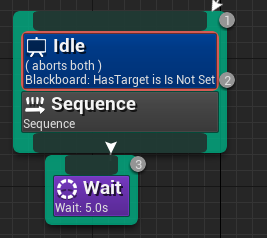 1
Idle
( aborts both )
Blackboard: HasTarget is Is Not Set
2
Sequence
Sequence
3
Wait
Wait: 5.0s